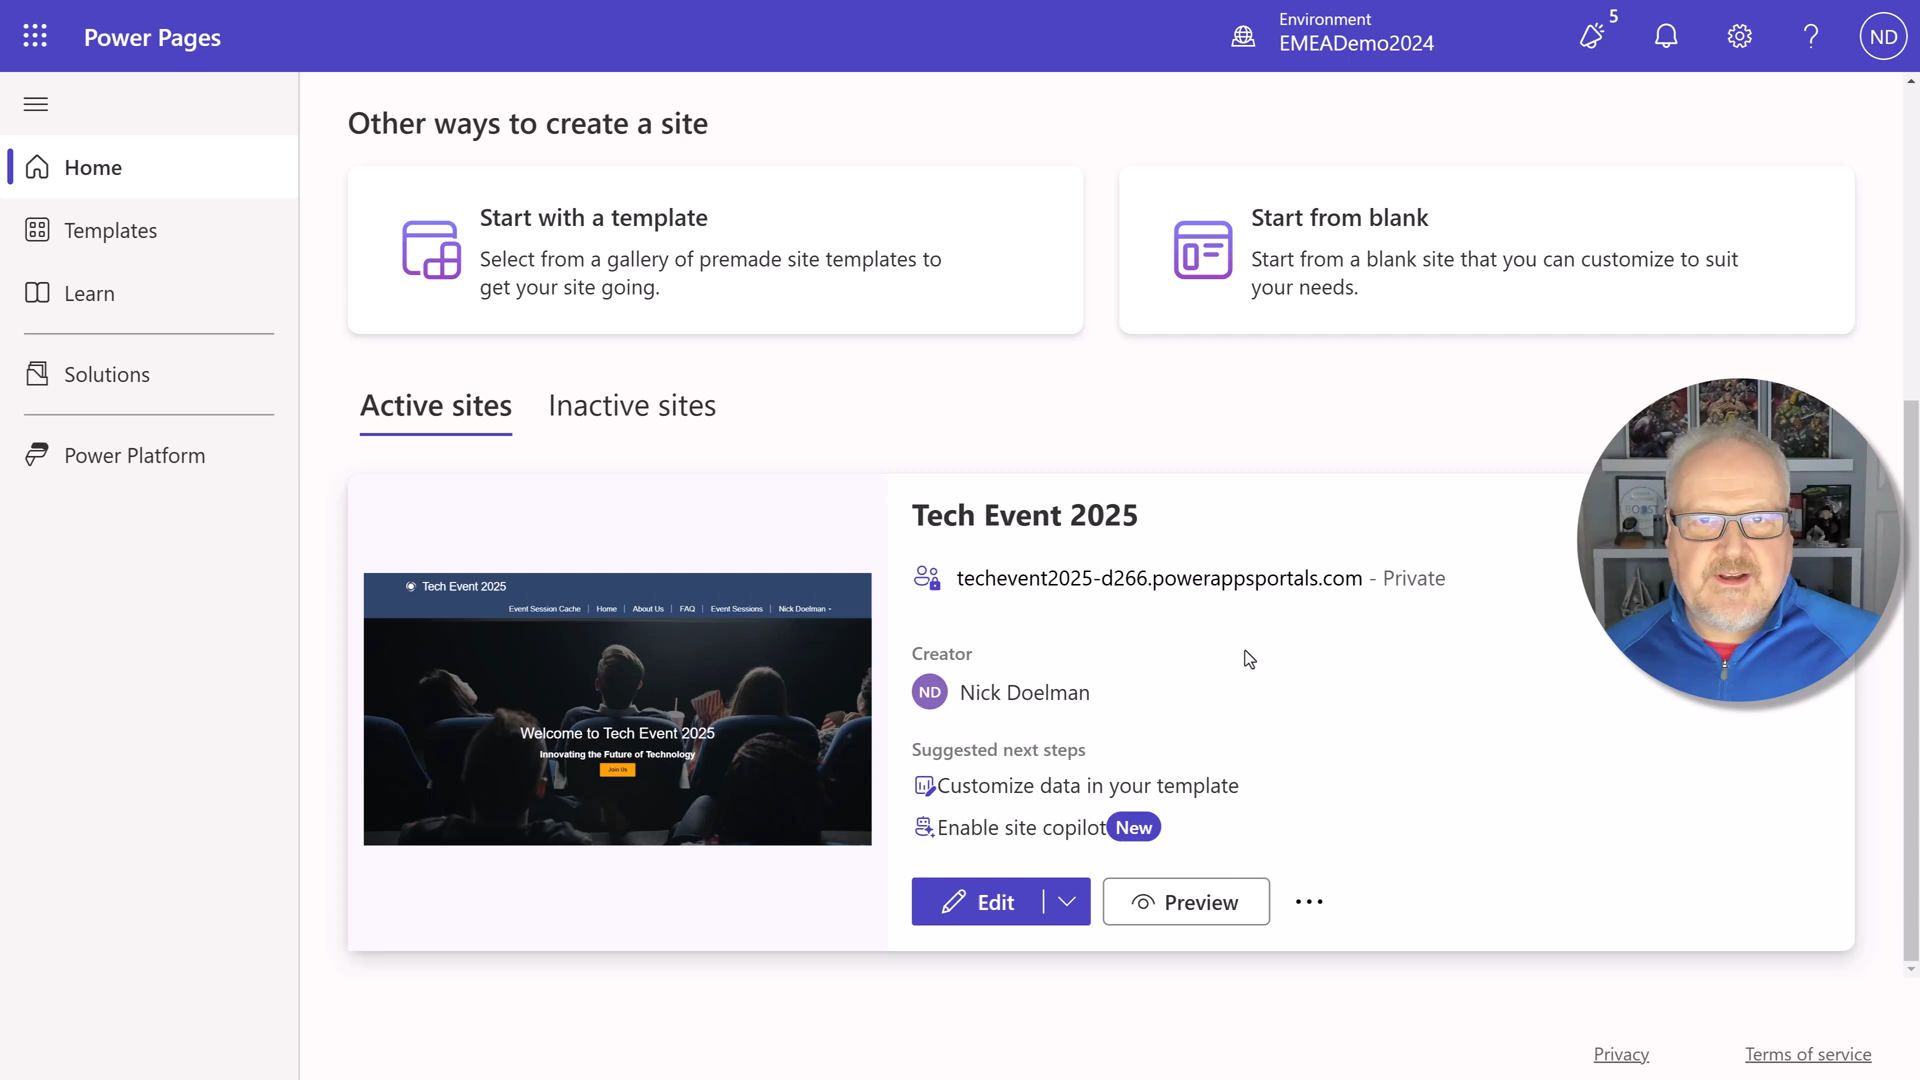 Power Pages
Environment
EMEADemo2024
5
?
ND
Home
Templates
Learn
Solutions
Power Platform
Other ways to create a site
Start with a template
Select from a gallery of premade site templates to
get your site going.
Start from blank
Start from a blank site that you can customize to suit
your needs.
Active sites
Inactive sites
Tech Event 2025
Event Session Cache | Home | About Us | FAQ | Event Sessions | Nick Doelman
Welcome to Tech Event 2025
Innovating the Future of Technology
Join Us
Tech Event 2025
techevent2025-d266.powerappsportals.com - Private
Creator
ND Nick Doelman
Suggested next steps
Customize data in your template
Enable site copilot New
Edit
Preview
Privacy
Terms of service